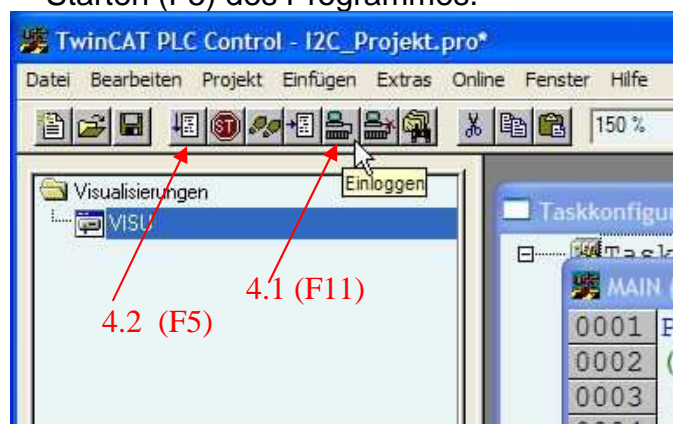 Starten (F5) des Programmes.
TwinCAT PLC Control - I2C_Projekt.pro*
Datei Bearbeiten Projekt Einfügen Extras Online Fenster Hilfe
150 %
Einloggen
Visualisierungen
VISU
Taskkonfigu
MAIN (
4.1 (F11)
4.2 (F5)
0001 P
0002 (
0003